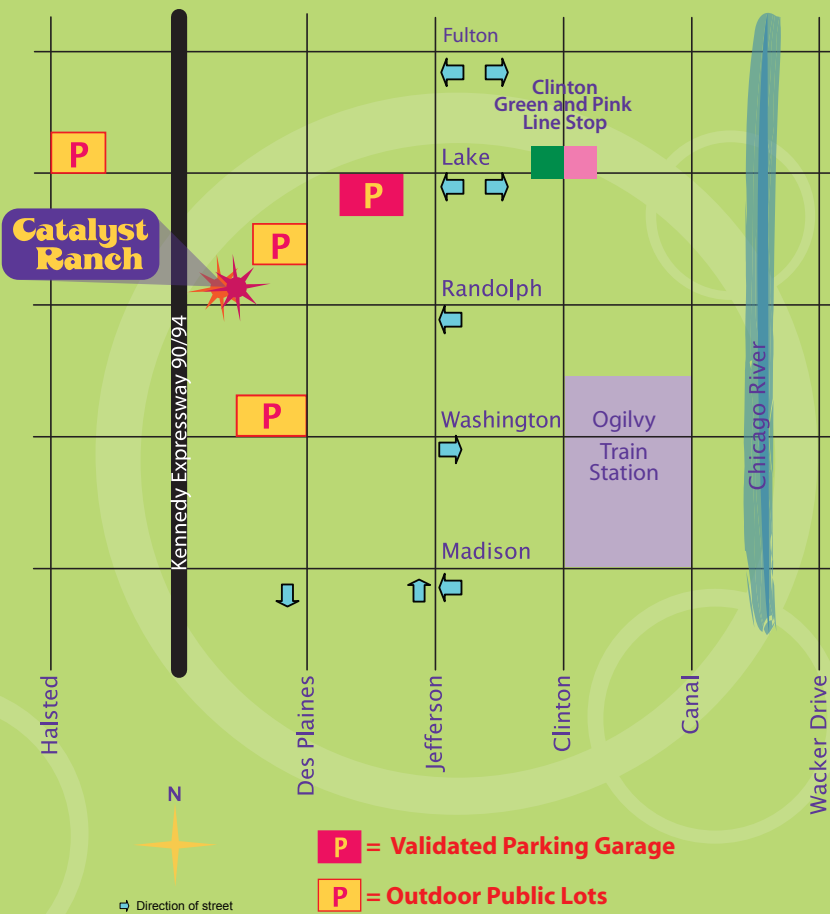 Fulton
Clinton
Green and Pink
Line Stop
P
Lake
P
Catalyst
Ranch
P
Randolph
Kennedy Expressway 90/94
P
Washington
Ogilvy
Train
Station
Chicago River
Madison
Halsted
Des Plaines
Jefferson
Clinton
Canal
Wacker Drive
N
P = Validated Parking Garage
P = Outdoor Public Lots
Direction of street